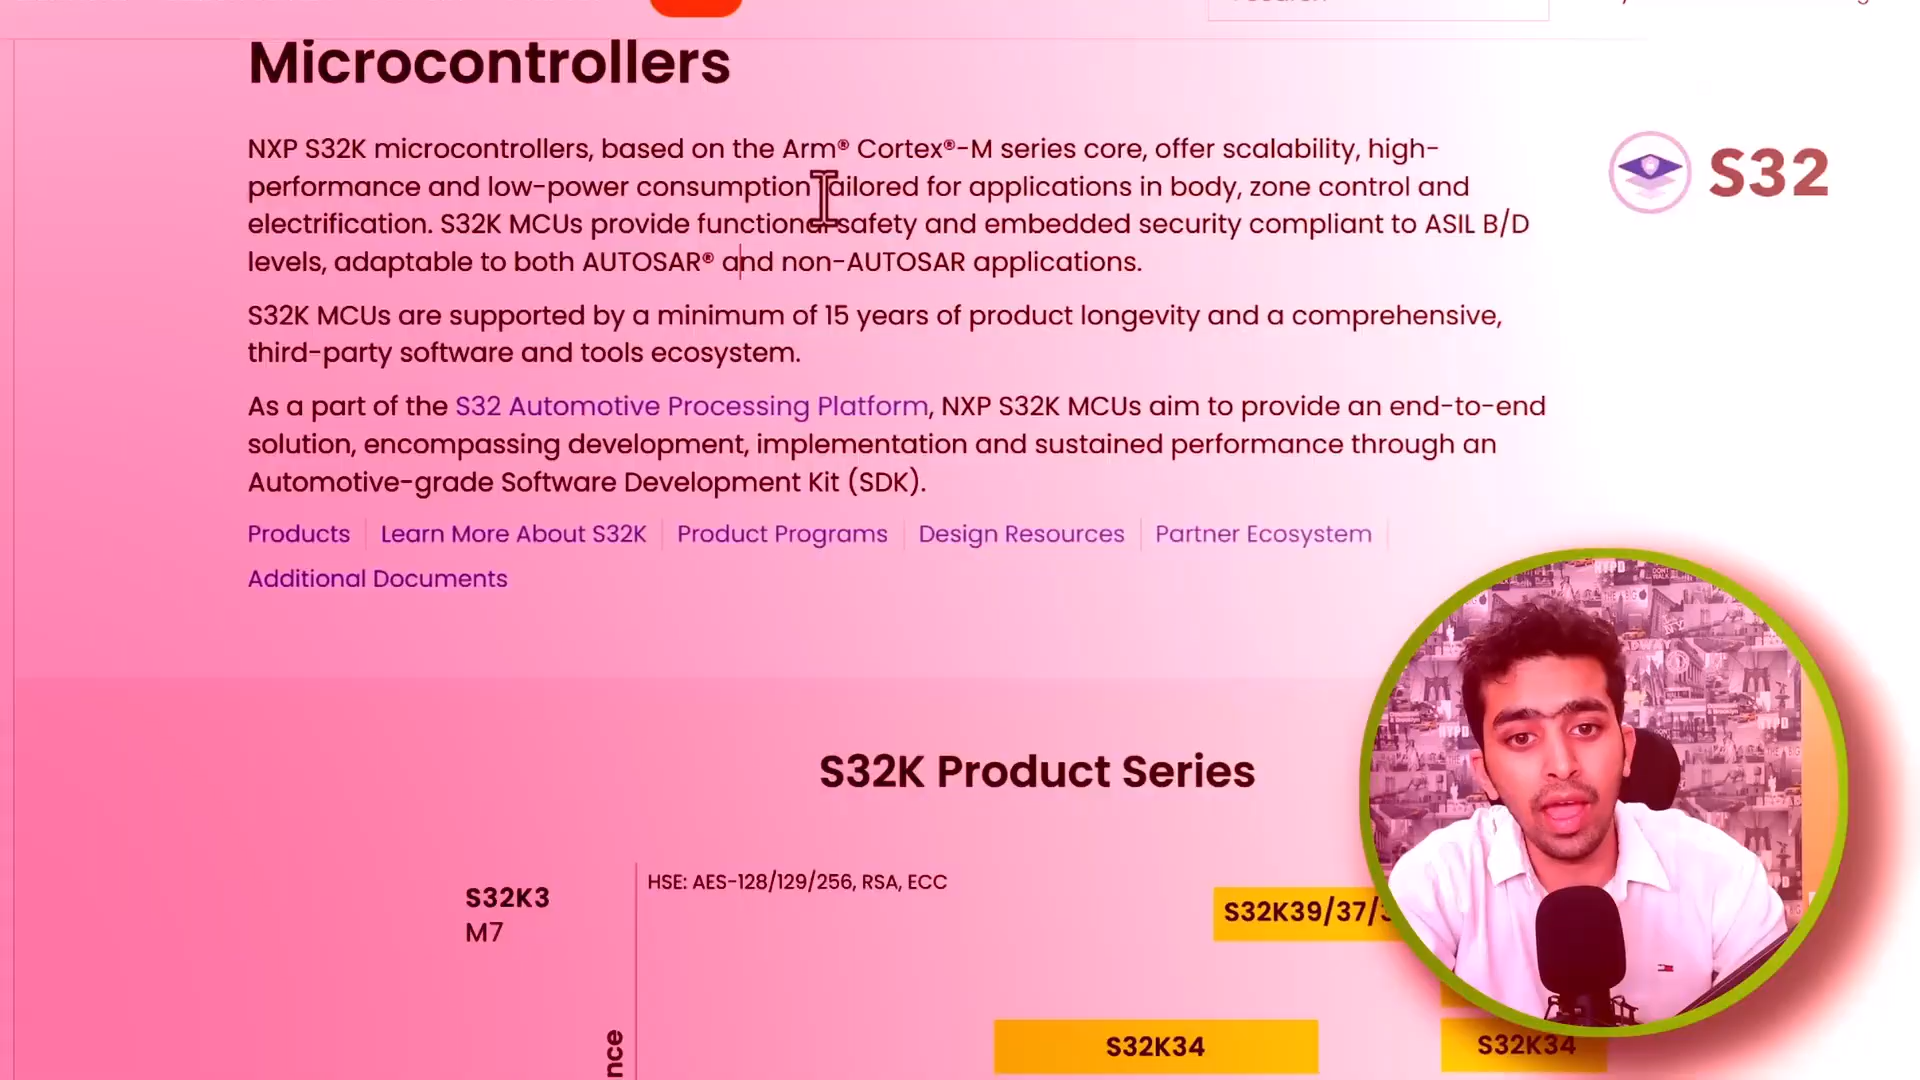 Microcontrollers
NXP S32K microcontrollers, based on the Arm® Cortex®-M series core, offer scalability, high-
performance and low-power consumption tailored for applications in body, zone control and
electrification. S32K MCUs provide functional safety and embedded security compliant to ASIL B/D
levels, adaptable to both AUTOSAR® and non-AUTOSAR applications.
S32
S32K MCUs are supported by a minimum of 15 years of product longevity and a comprehensive,
third-party software and tools ecosystem.
As a part of the S32 Automotive Processing Platform, NXP S32K MCUs aim to provide an end-to-end
solution, encompassing development, implementation and sustained performance through an
Automotive-grade Software Development Kit (SDK).
Products Learn More About S32K Product Programs Design Resources Partner Ecosystem
Additional Documents
S32K Product Series
S32K3
M7
HSE: AES-128/129/256, RSA, ECC
S32K39/37/
S32K34
S32K34